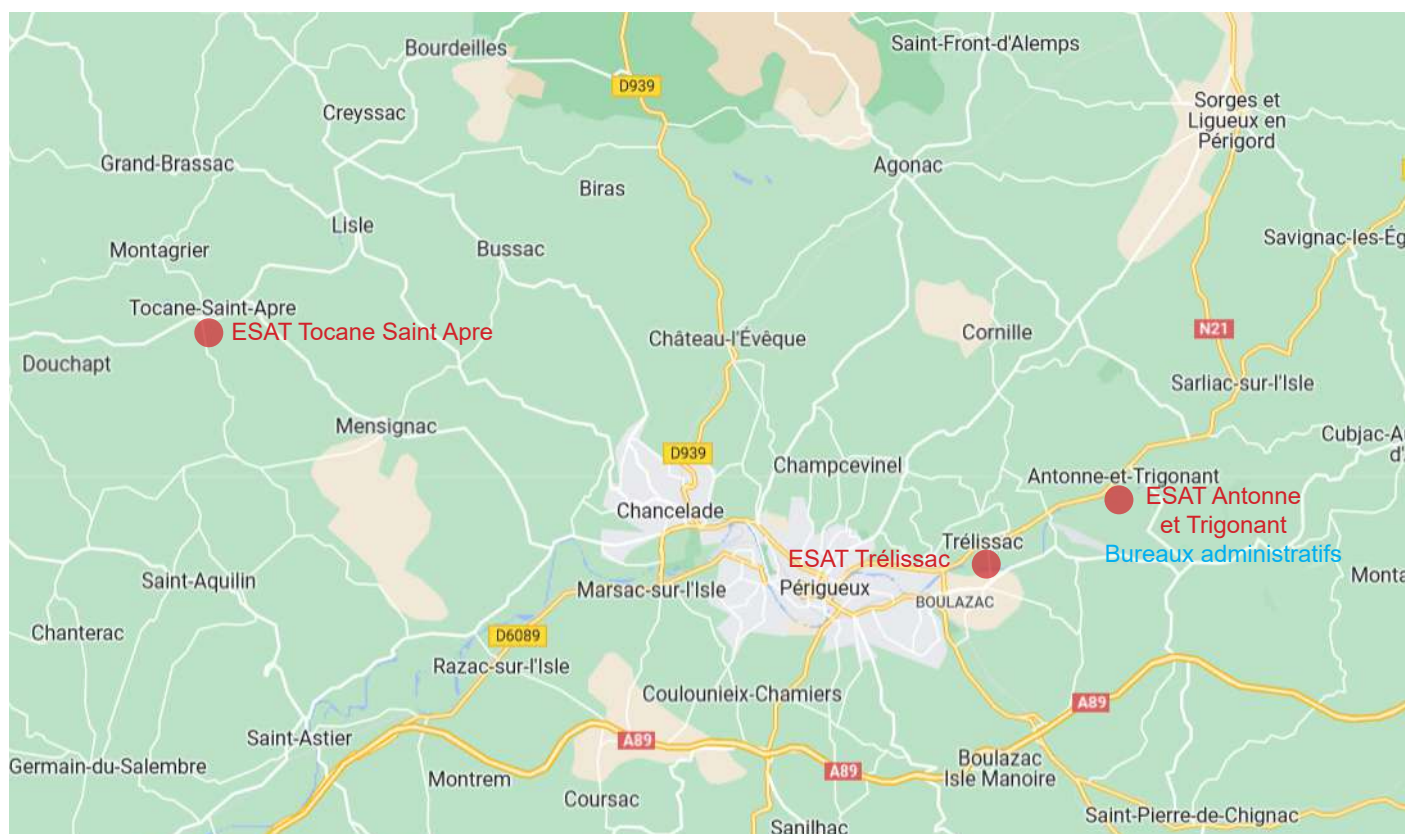 Saint-Front-d'Alemps
Bourdeilles
D939
Creyssac
Sorges et
Ligueux en
Périgord
Grand-Brassac
Agonac
Biras
Lisle
Montagrier
Bussac
Savignac-les-Ég
Tocane-Saint-Apre
ESAT Tocane Saint Apre
Château-l'Évêque
Cornille
N21
Douchapt
Sarliac-sur-l'Isle
Mensignac
Cubjac-Au
d'A
D939
Champcevinel
Antonne-et-Trigonant
ESAT Antonne
et Trigonant
Bureaux administratifs
Chancelade
Trélissac
ESAT Trélissac
Saint-Aquilin
Marsac-sur-l'Isle
Périgueux
BOULAZAC
Monta
Chanterac
D6089
Razac-sur-l'Isle
Coulounieix-Chamiers
A89
Saint-Astier
A89
Germain-du-Salembre
Montrem
A89
Boulazac
Isle Manoire
Coursac
Saint-Pierre-de-Chignac
Sanilhac